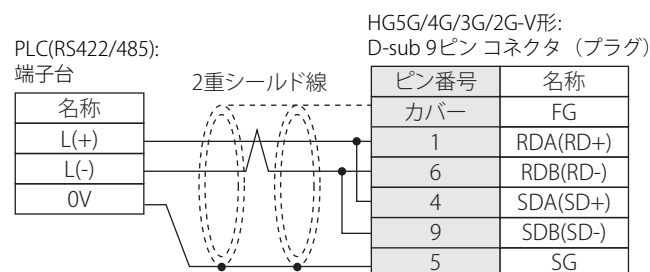 HG5G/4G/3G/2G-V形:
PLC(RS422/485):
D-sub 9ピン コネクタ（プラグ）
端子台
2重シールド線
ピン番号 名称
名称
カバー FG
L(+)
1 RDA(RD+)
L(-)
6 RDB(RD-)
0V
4 SDA(SD+)
9 SDB(SD-)
5 SG